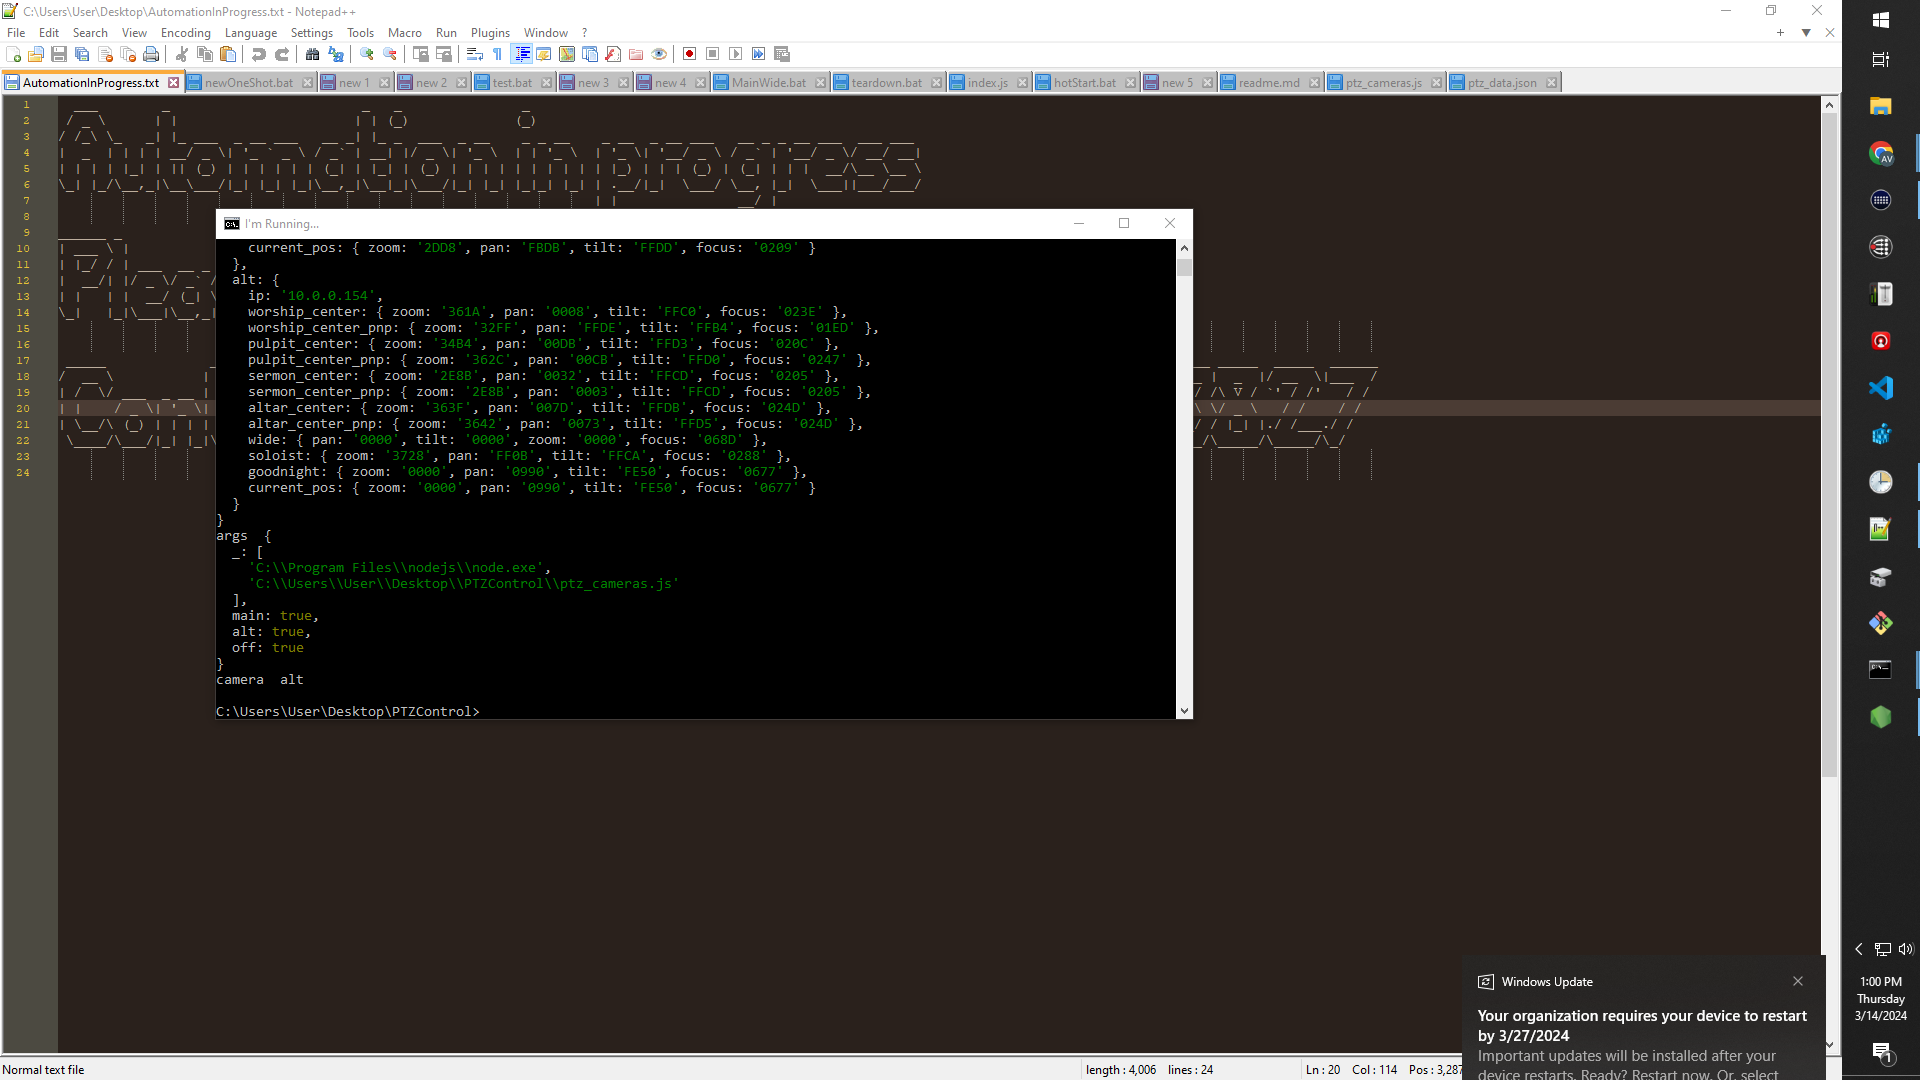 C:\Users\User\Desktop\AutomationInProgress.txt - Notepad++
File Edit Search View Encoding Language Settings Tools Macro Run Plugins Window ?
AutomationInProgress.txt newOneShot.bat new 1 new 2 test.bat new 3 new 4 MainWide.bat teardown.bat index.js hotStart.bat new 5 readme.md ptz_cameras.js ptz_data.json
1
2
3
4
5
6
7
8
9
10
11
12
13
14
15
16
17
18
19
20
21
22
23
24
Automation in progress
I'm Running...
current_pos: { zoom: '2DD8', pan: 'FBDB', tilt: 'FFDD', focus: '0209' }
},
alt: {
ip: '10.0.0.154',
worship_center: { zoom: '361A', pan: '0008', tilt: 'FFC0', focus: '023E' },
worship_center_pnp: { zoom: '32FF', pan: 'FFDE', tilt: 'FFB4', focus: '01ED' },
pulpit_center: { zoom: '34B4', pan: '00DB', tilt: 'FFD3', focus: '020C' },
pulpit_center_pnp: { zoom: '362C', pan: '00CB', tilt: 'FFD0', focus: '0247' },
sermon_center: { zoom: '2E8B', pan: '0032', tilt: 'FFCD', focus: '0205' },
sermon_center_pnp: { zoom: '2E8B', pan: '0003', tilt: 'FFCD', focus: '0205' },
altar_center: { zoom: '363F', pan: '007D', tilt: 'FFDB', focus: '024D' },
altar_center_pnp: { zoom: '3642', pan: '0073', tilt: 'FFD5', focus: '024D' },
wide: { pan: '0000', tilt: '0000', zoom: '0000', focus: '068D' },
soloist: { zoom: '3728', pan: 'FF0B', tilt: 'FFCA', focus: '0288' },
goodnight: { zoom: '0000', pan: '0990', tilt: 'FE50', focus: '0677' },
current_pos: { zoom: '0000', pan: '0990', tilt: 'FE50', focus: '0677' }
}
}
args  {
_: [
'C:\\Program Files\\nodejs\\node.exe',
'C:\\Users\\User\\Desktop\\PTZControl\\ptz_cameras.js'
],
main: true,
alt: true,
off: true
}
camera  alt
C:\Users\User\Desktop\PTZControl>
Windows Update
Your organization requires your device to restart
by 3/27/2024
Important updates will be installed after your
device restarts. Ready? Restart now. Or, select
1:00 PM
Thursday
3/14/2024
1
Normal text file
length : 4,006 lines : 24
Ln : 20 Col : 114 Pos : 3,287